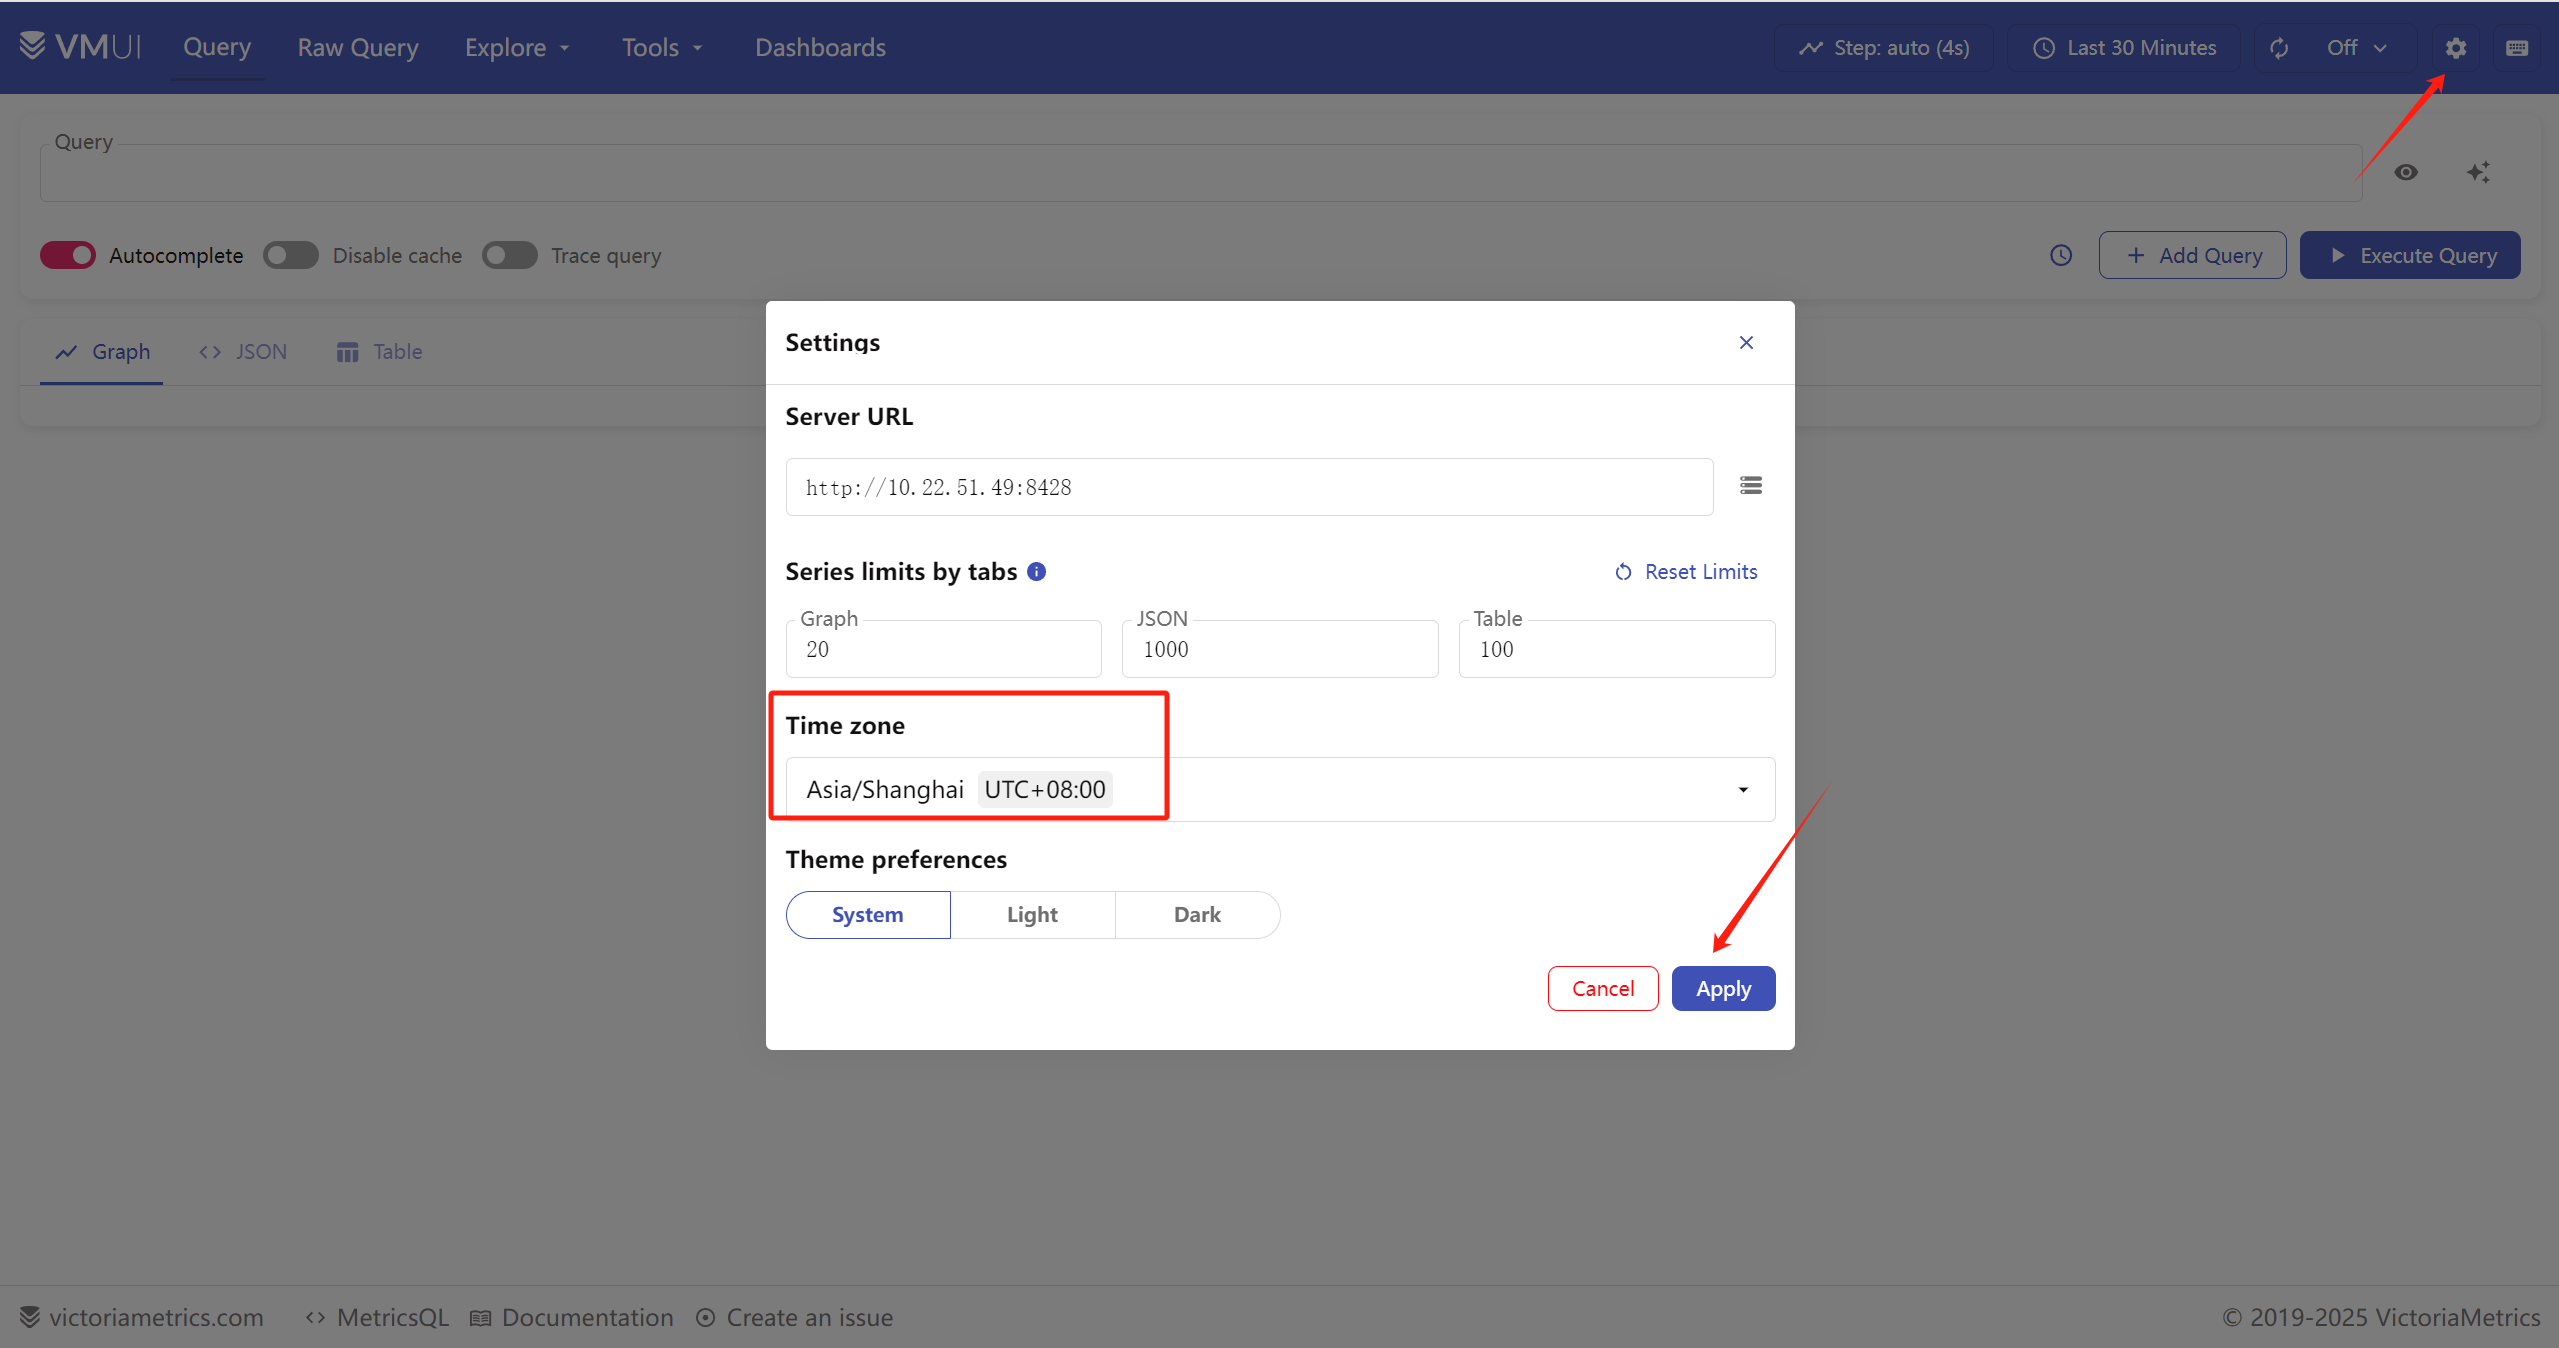 VMUI Query Raw Query Explore Tools Dashboards Step: auto (4s) Last 30 Minutes Off
Query
Autocomplete Disable cache Trace query Add Query Execute Query
Graph JSON Table
Settings
Server URL
http://10.22.51.49:8428
Series limits by tabs Reset Limits
Graph JSON Table
20 1000 100
Time zone
Asia/Shanghai UTC+08:00
Theme preferences
System Light Dark
Cancel Apply
victoriametrics.com MetricsQL Documentation Create an issue © 2019-2025 VictoriaMetrics